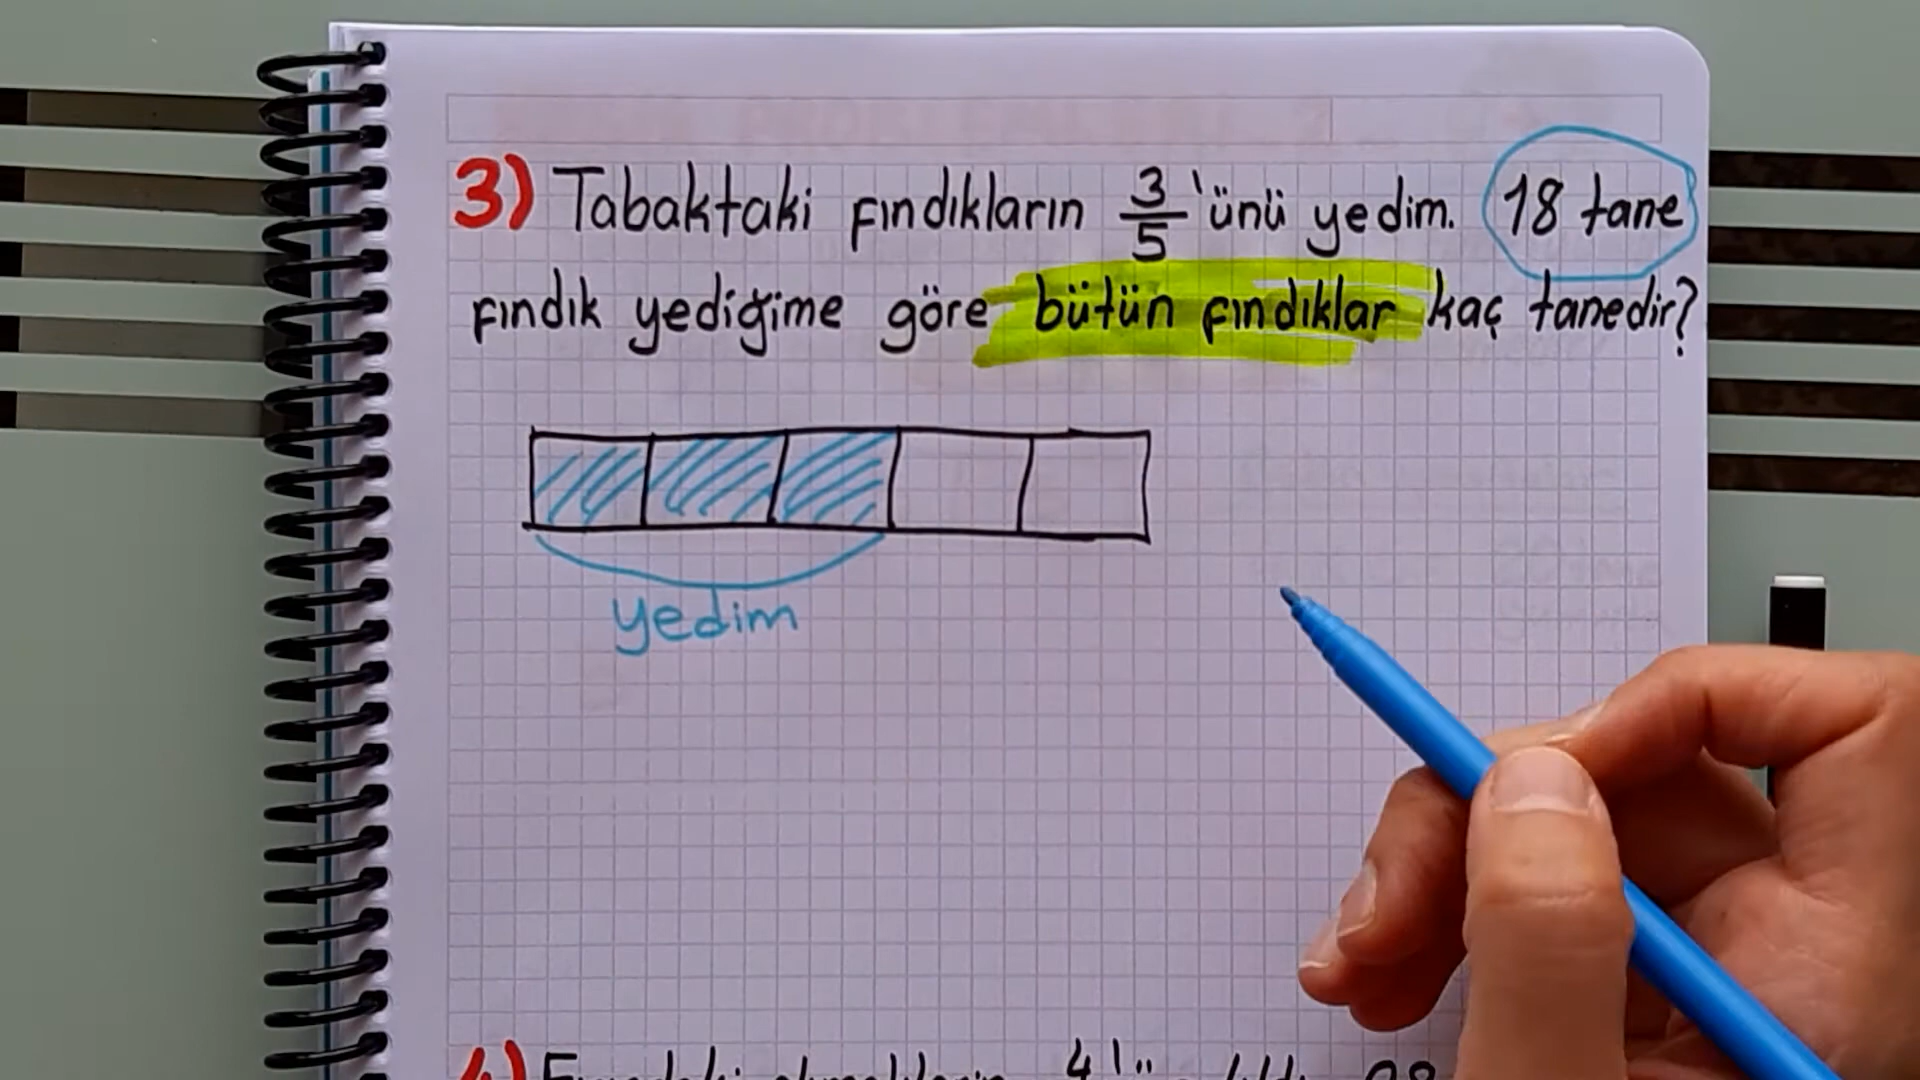 3) Tabaktaki fındıkların 3/5 'ünü yedim. 18 tane
fındık yediğime göre bütün fındıklar kaç tanedir?
yedim